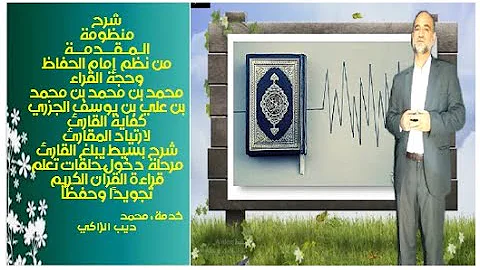 شرح
منظومة
المـقـدمـة
من نظم إمام الحفاظ
وحجة القراء
محمد بن محمد بن محمد
بن علي بن يوسف الجزري
كفاية القارئ
لارتياد المقارئ
شرح بسيط يبلغ القارئ
مرحلة دخول حلقات تعلم
قراءة القرآن الكريم
تجويدًا وحفظًا
خدمة، محمد
ديب الزاكي